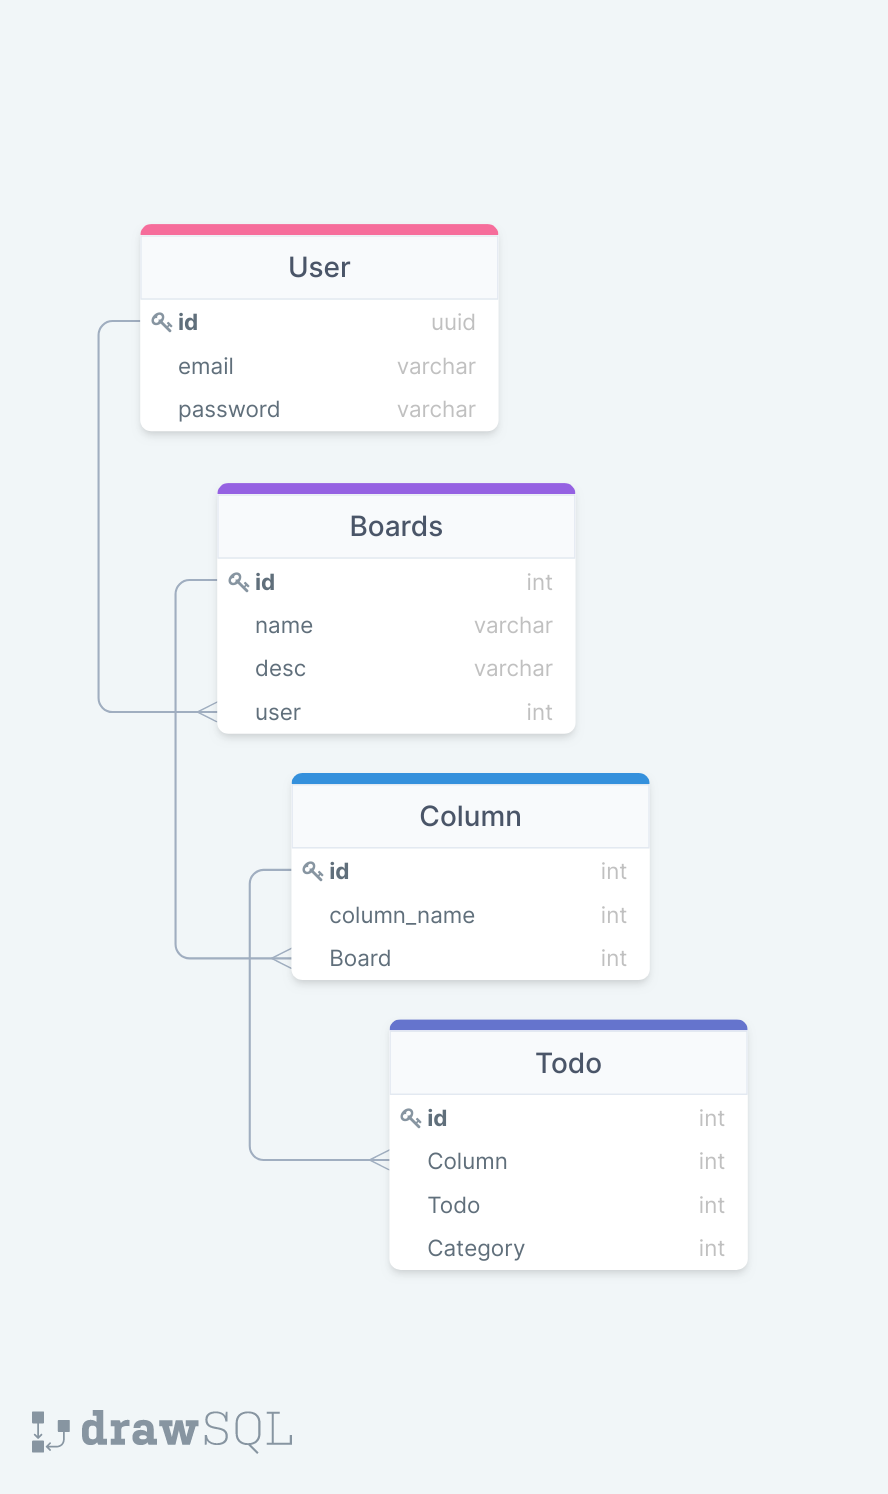 User
id uuid
email varchar
password varchar
Boards
id int
name varchar
desc varchar
user int
Column
id int
column_name int
Board int
Todo
id int
Column int
Todo int
Category int
drawSQL